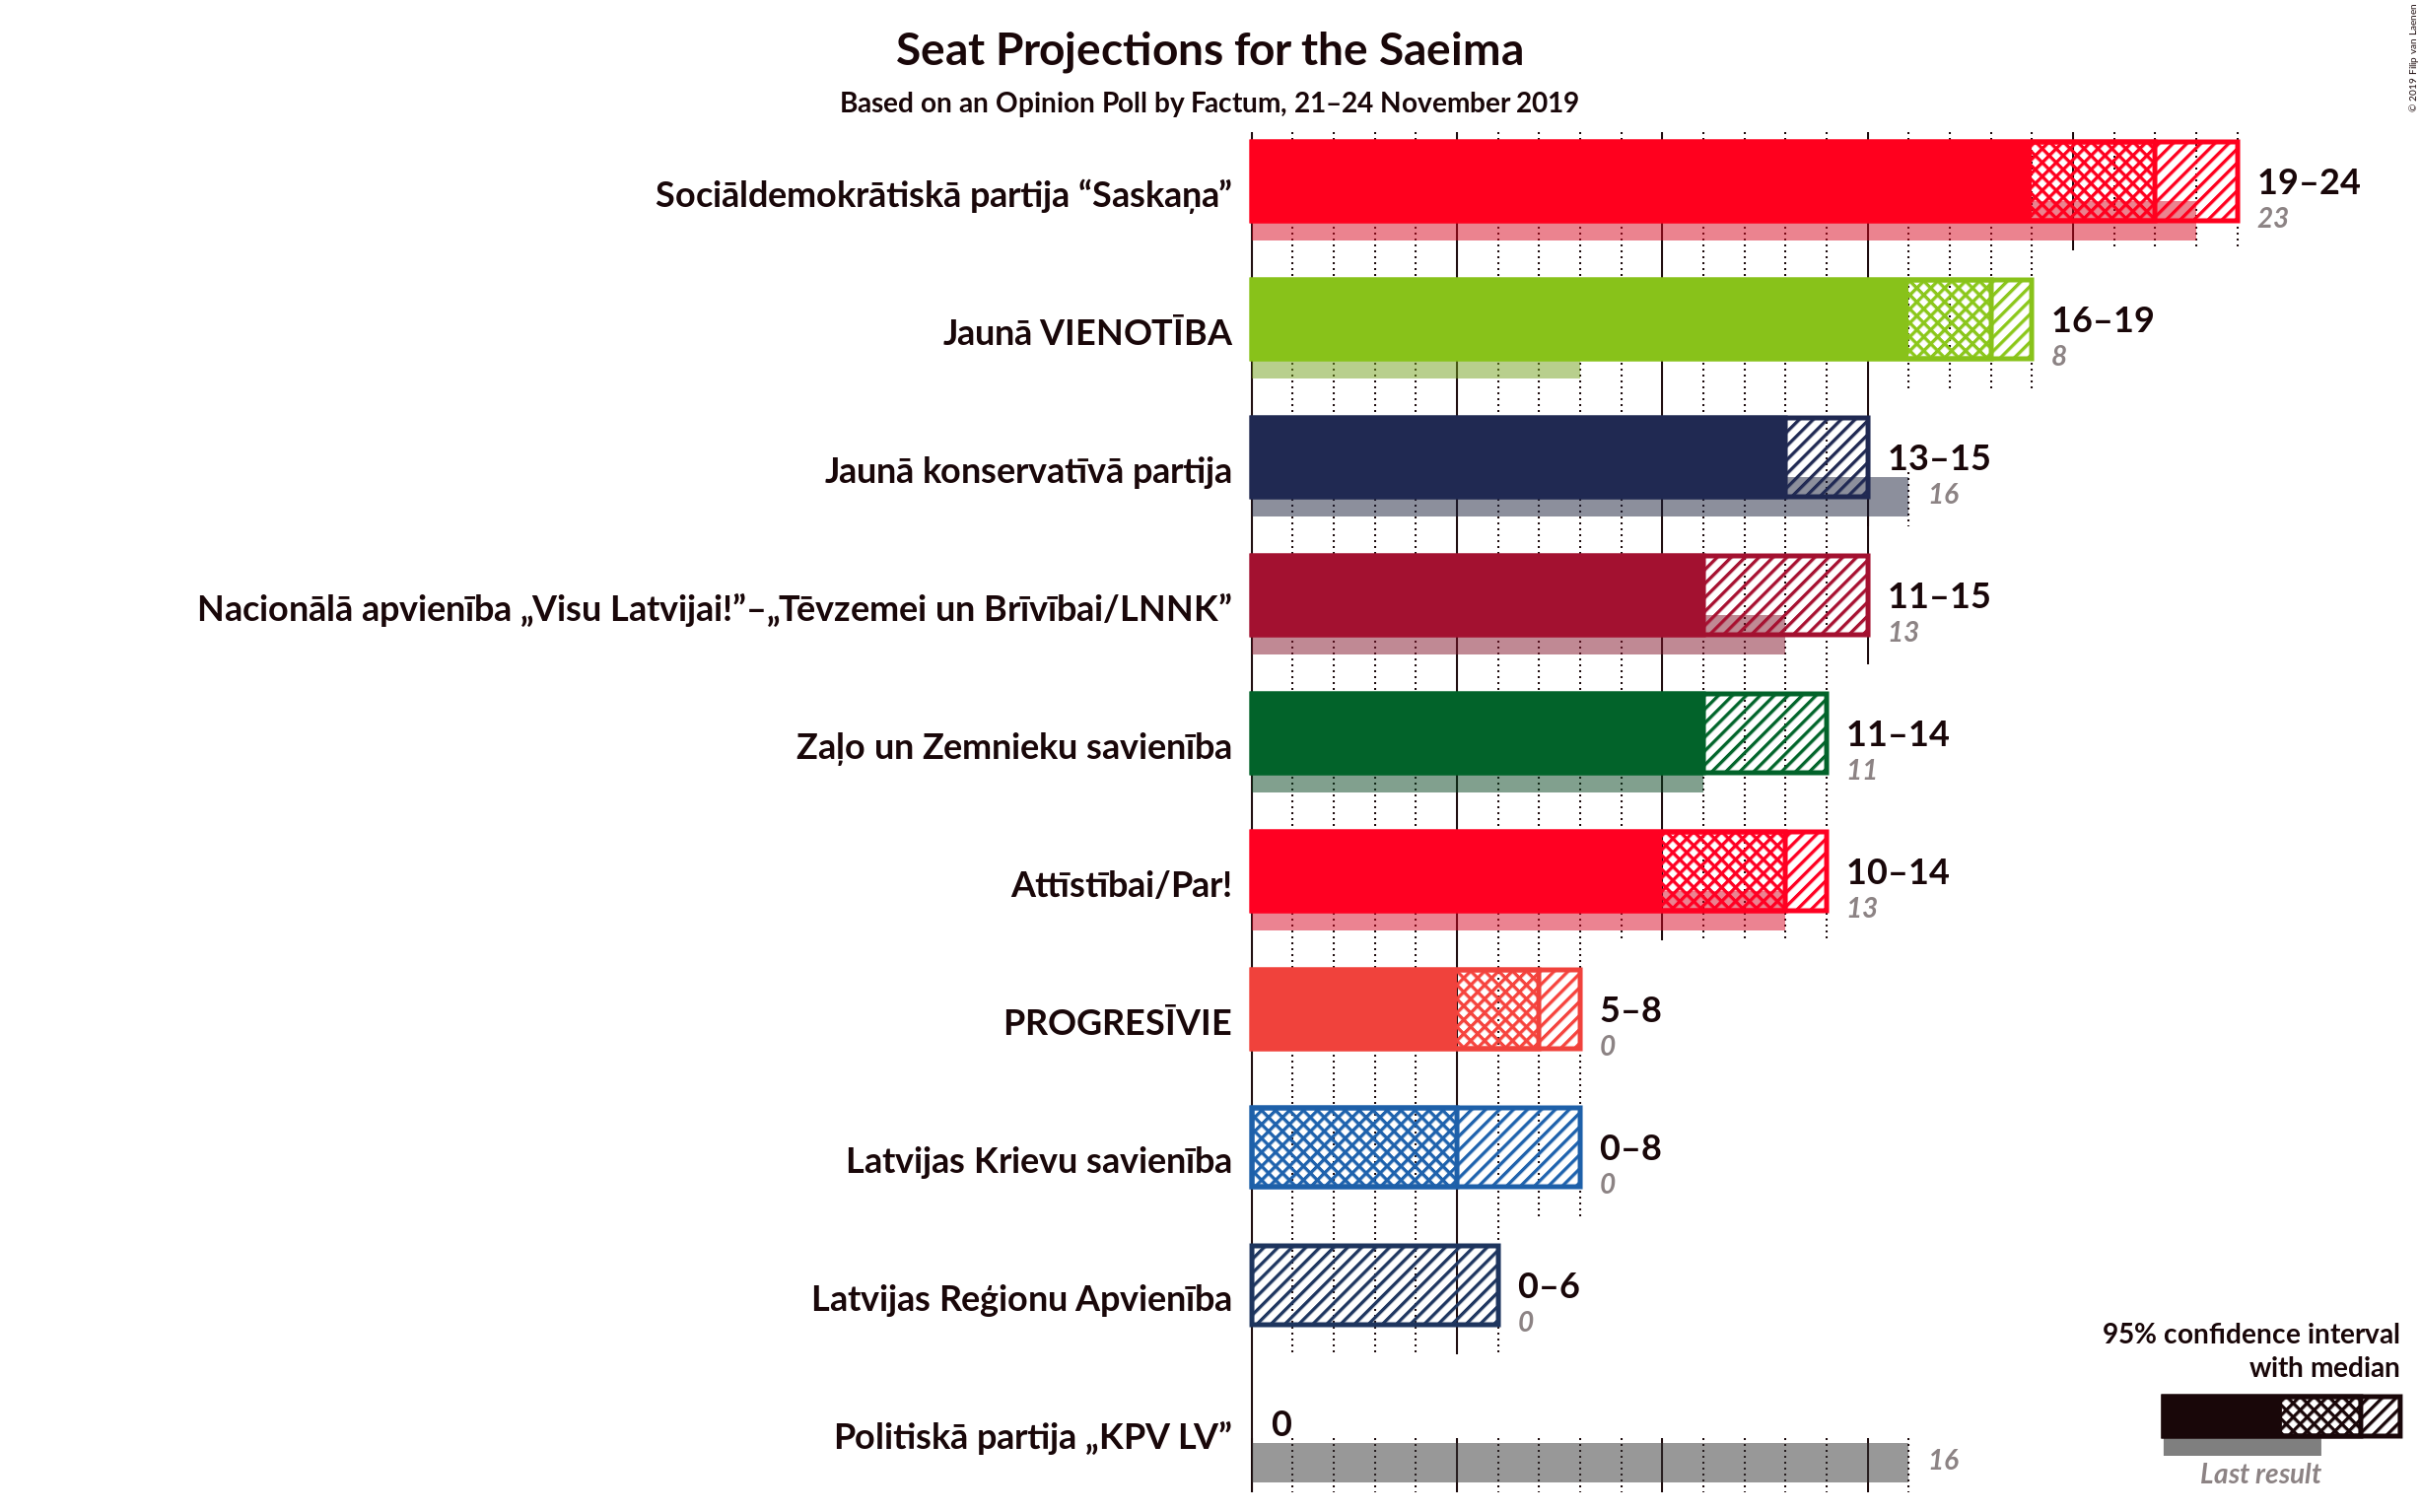 Seat Projections for the Saeima
Based on an Opinion Poll by Factum, 21–24 November 2019
© 2019 Filip van Laenen
Sociāldemokrātiskā partija “Saskaņa”
19–24
23
Jaunā VIENOTĪBA
16–19
8
Jaunā konservatīvā partija
13–15
16
Nacionālā apvienība „Visu Latvijai!”–„Tēvzemei un Brīvībai/LNNK”
11–15
13
Zaļo un Zemnieku savienība
11–14
11
Attīstībai/Par!
10–14
13
PROGRESĪVIE
5–8
0
Latvijas Krievu savienība
0–8
0
Latvijas Reģionu Apvienība
0–6
0
Politiskā partija „KPV LV”
0
16
95% confidence interval
with median
Last result